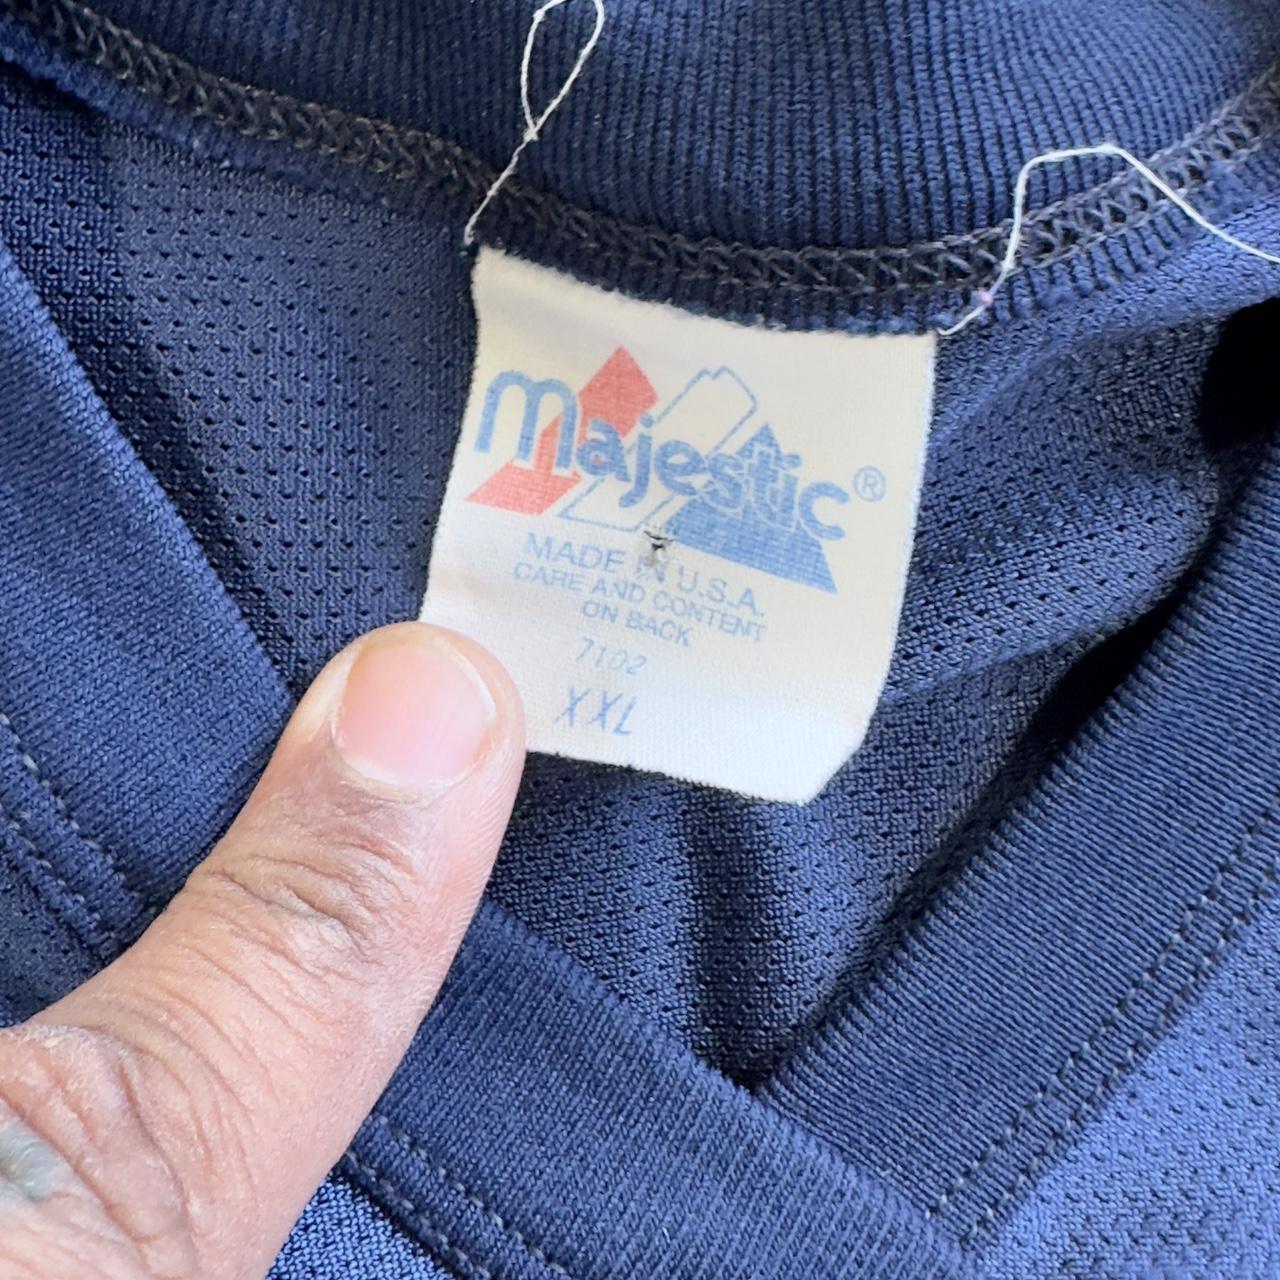 Majestic®
MADE IN U.S.A.
CARE AND CONTENT
ON BACK
7102
XXL